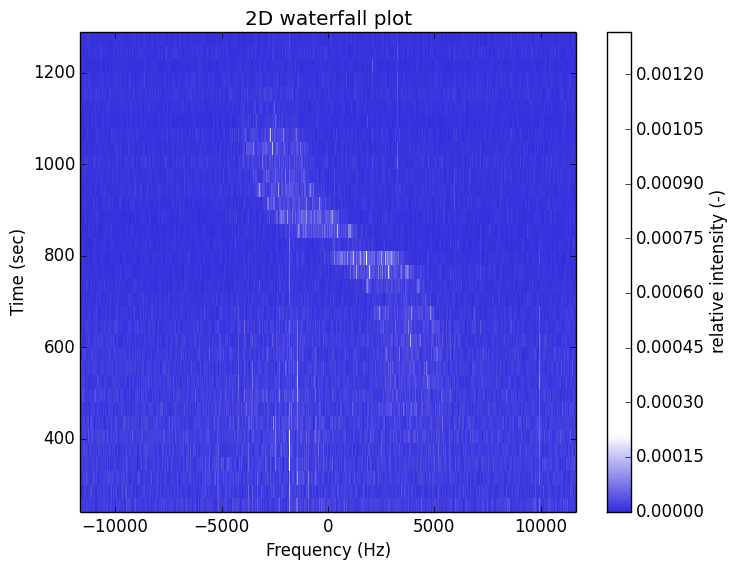 2D waterfall plot
1200
1000
800
600
400
Time (sec)
−10000 −5000 0 5000 10000
Frequency (Hz)
0.00120
0.00105
0.00090
0.00075
0.00060
0.00045
0.00030
0.00015
0.00000
relative intensity (-)